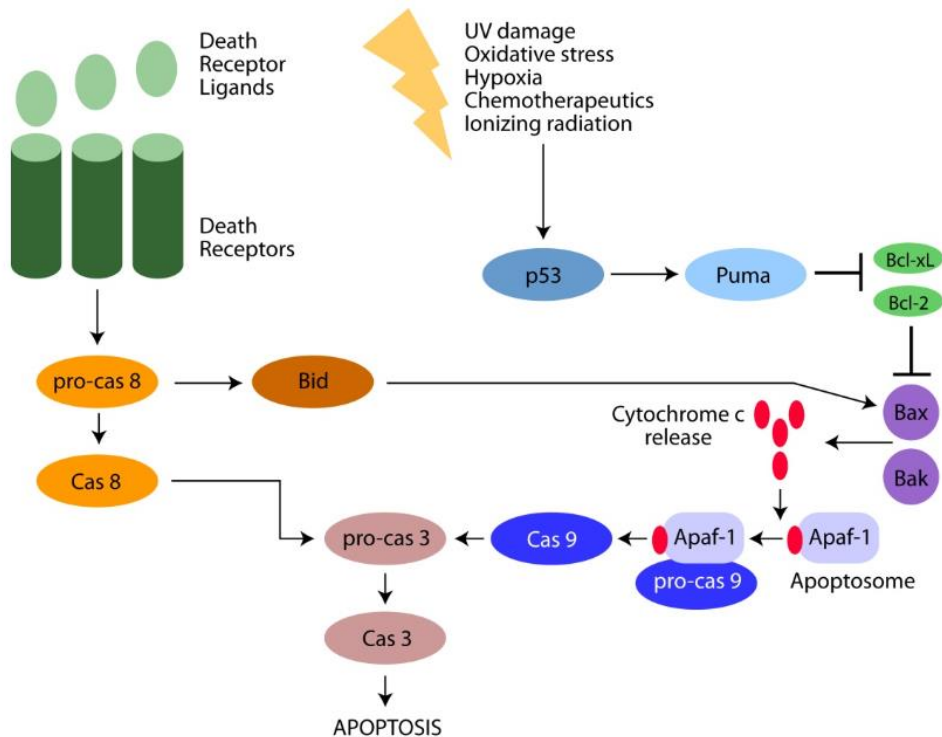 Death
Receptor
Ligands
UV damage
Oxidative stress
Hypoxia
Chemotherapeutics
Ionizing radiation
Death
Receptors
p53
Puma
Bcl-xL
Bcl-2
pro-cas 8
Bid
Bax
Cytochrome c
release
Bak
Cas 8
pro-cas 3
Cas 9
Apaf-1
Apaf-1
pro-cas 9
Apoptosome
Cas 3
APOPTOSIS